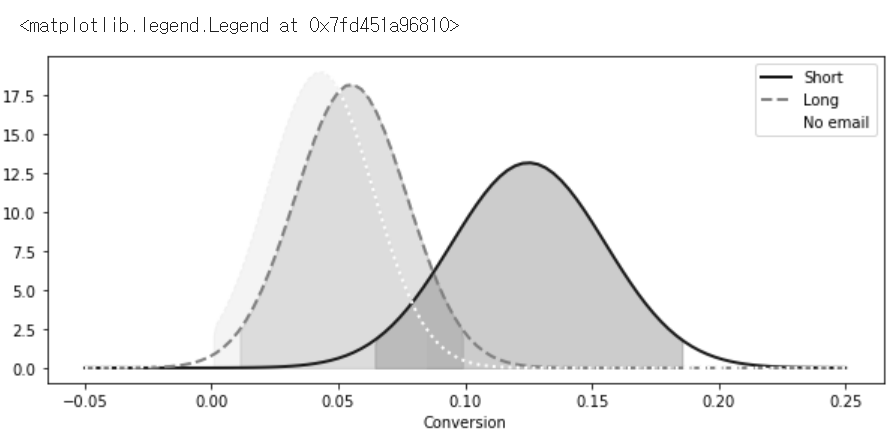 <matplotlib.legend.Legend at 0x7fd451a96810>
Short
Long
No email
17.5
15.0
12.5
10.0
7.5
5.0
2.5
0.0
−0.05 0.00 0.05 0.10 0.15 0.20 0.25
Conversion